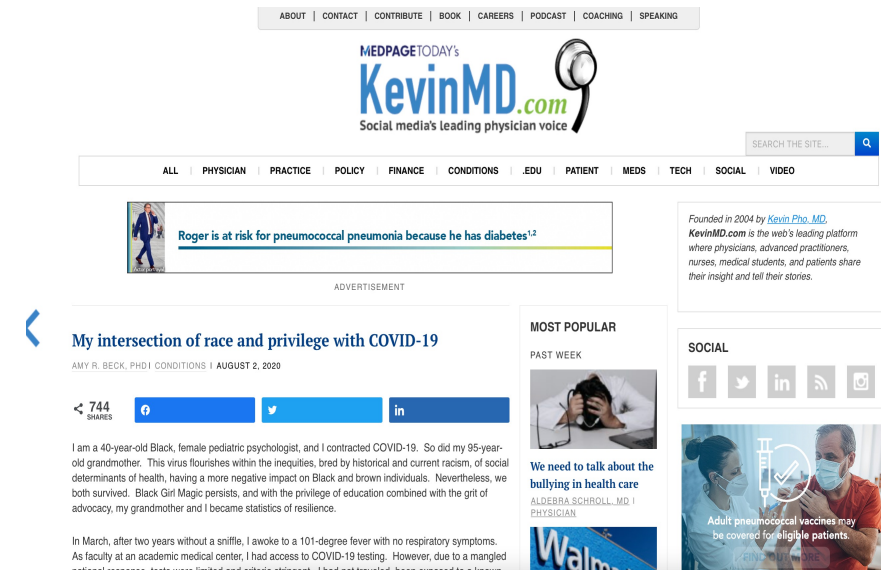 ABOUT | CONTACT | CONTRIBUTE | BOOK | CAREERS | PODCAST | COACHING | SPEAKING
MEDPAGETODAY's
KevinMD.com
Social media's leading physician voice
SEARCH THE SITE...
ALL PHYSICIAN PRACTICE POLICY FINANCE CONDITIONS .EDU PATIENT MEDS TECH SOCIAL VIDEO
Roger is at risk for pneumococcal pneumonia because he has diabetes1,2
ADVERTISEMENT
My intersection of race and privilege with COVID-19
AMY R. BECK, PHD | CONDITIONS | AUGUST 2, 2020
744
SHARES
I am a 40-year-old Black, female pediatric psychologist, and I contracted COVID-19. So did my 95-year-
old grandmother. This virus flourishes within the inequities, bred by historical and current racism, of social
determinants of health, having a more negative impact on Black and brown individuals. Nevertheless, we
both survived. Black Girl Magic persists, and with the privilege of education combined with the grit of
advocacy, my grandmother and I became statistics of resilience.
In March, after two years without a sniffle, I awoke to a 101-degree fever with no respiratory symptoms.
As faculty at an academic medical center, I had access to COVID-19 testing. However, due to a mangled
MOST POPULAR
PAST WEEK
We need to talk about the
bullying in health care
ALDEBRA SCHROLL, MD |
PHYSICIAN
Walm
Founded in 2004 by Kevin Pho, MD,
KevinMD.com is the web's leading platform
where physicians, advanced practitioners,
nurses, medical students, and patients share
their insight and tell their stories.
SOCIAL
Adult pneumococcal vaccines may
be covered for eligible patients.
FIND OUT MORE